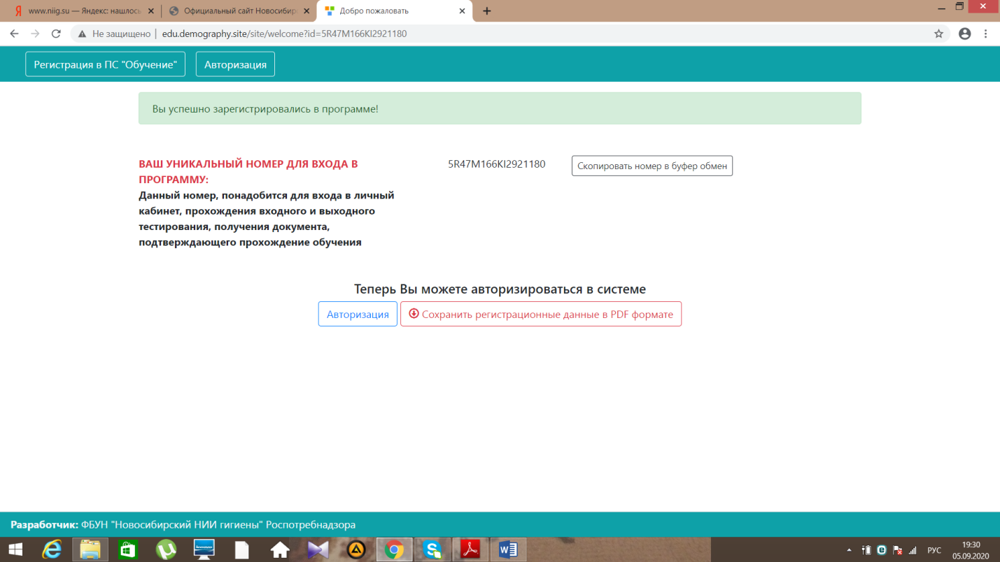 www.niig.su — Яндекс: нашлось
Официальный сайт Новосибир
Добро пожаловать
Не защищено | edu.demography.site/site/welcome?id=5R47M166KI2921180
Регистрация в ПС "Обучение"
Авторизация
Вы успешно зарегистрировались в программе!
ВАШ УНИКАЛЬНЫЙ НОМЕР ДЛЯ ВХОДА В
ПРОГРАММУ:
5R47M166KI2921180
Скопировать номер в буфер обмен
Данный номер, понадобится для входа в личный
кабинет, прохождения входного и выходного
тестирования, получения документа,
подтверждающего прохождение обучения
Теперь Вы можете авторизироваться в системе
Авторизация
Сохранить регистрационные данные в PDF формате
Разработчик: ФБУН "Новосибирский НИИ гигиены" Роспотребнадзора
РУС
19:30
05.09.2020